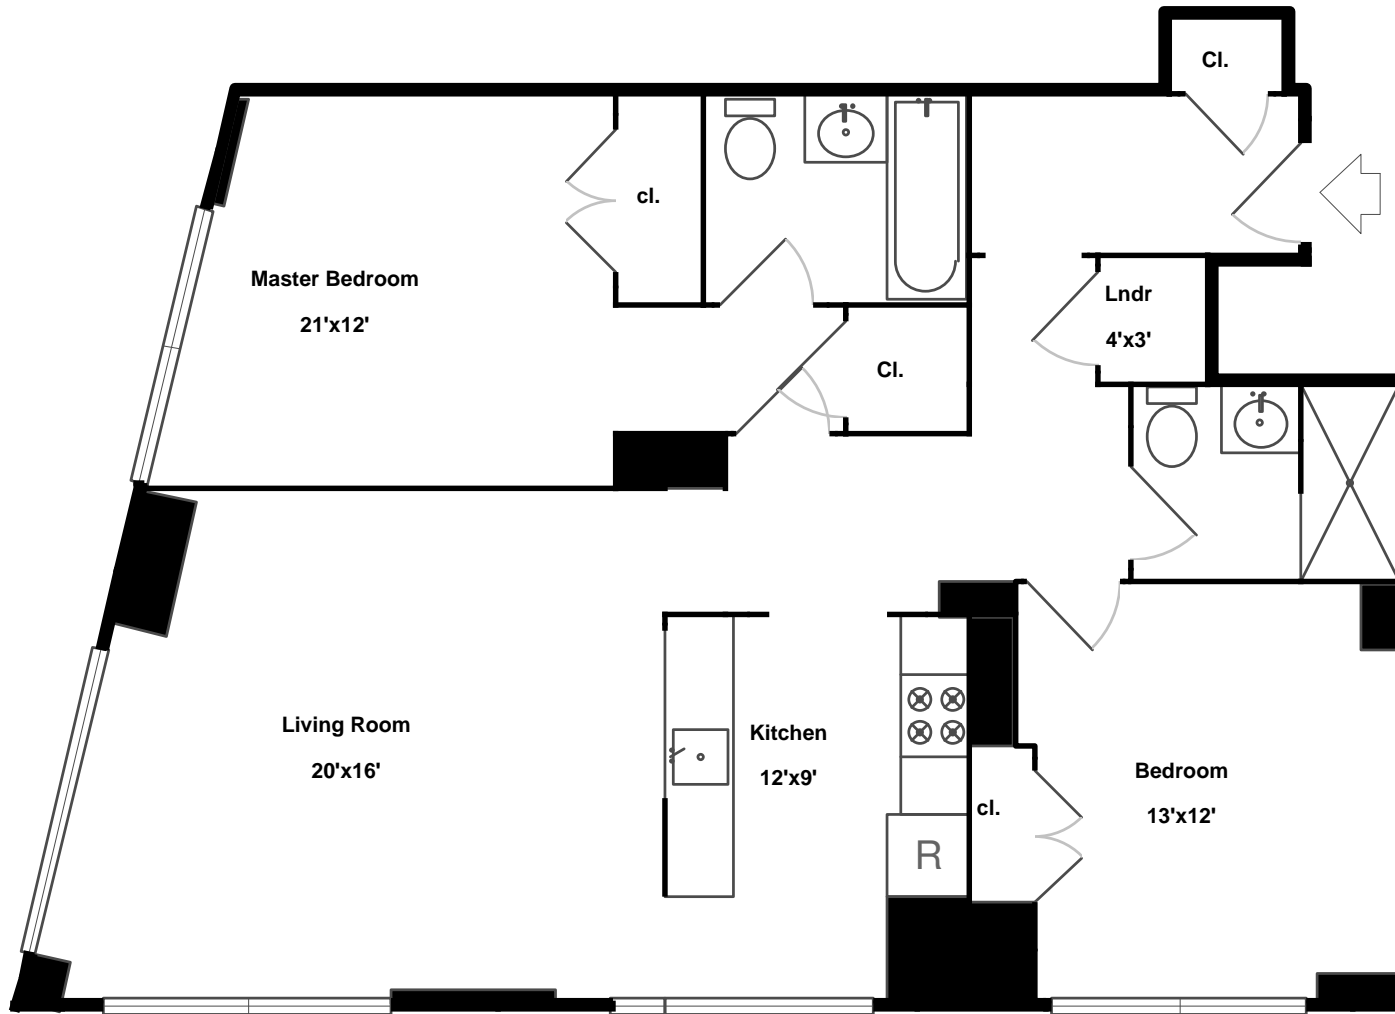 Cl.
cl.
Master Bedroom
21'x12'
Lndr
4'x3'
Cl.
Living Room
20'x16'
Kitchen
12'x9'
Bedroom
13'x12'
cl.
R